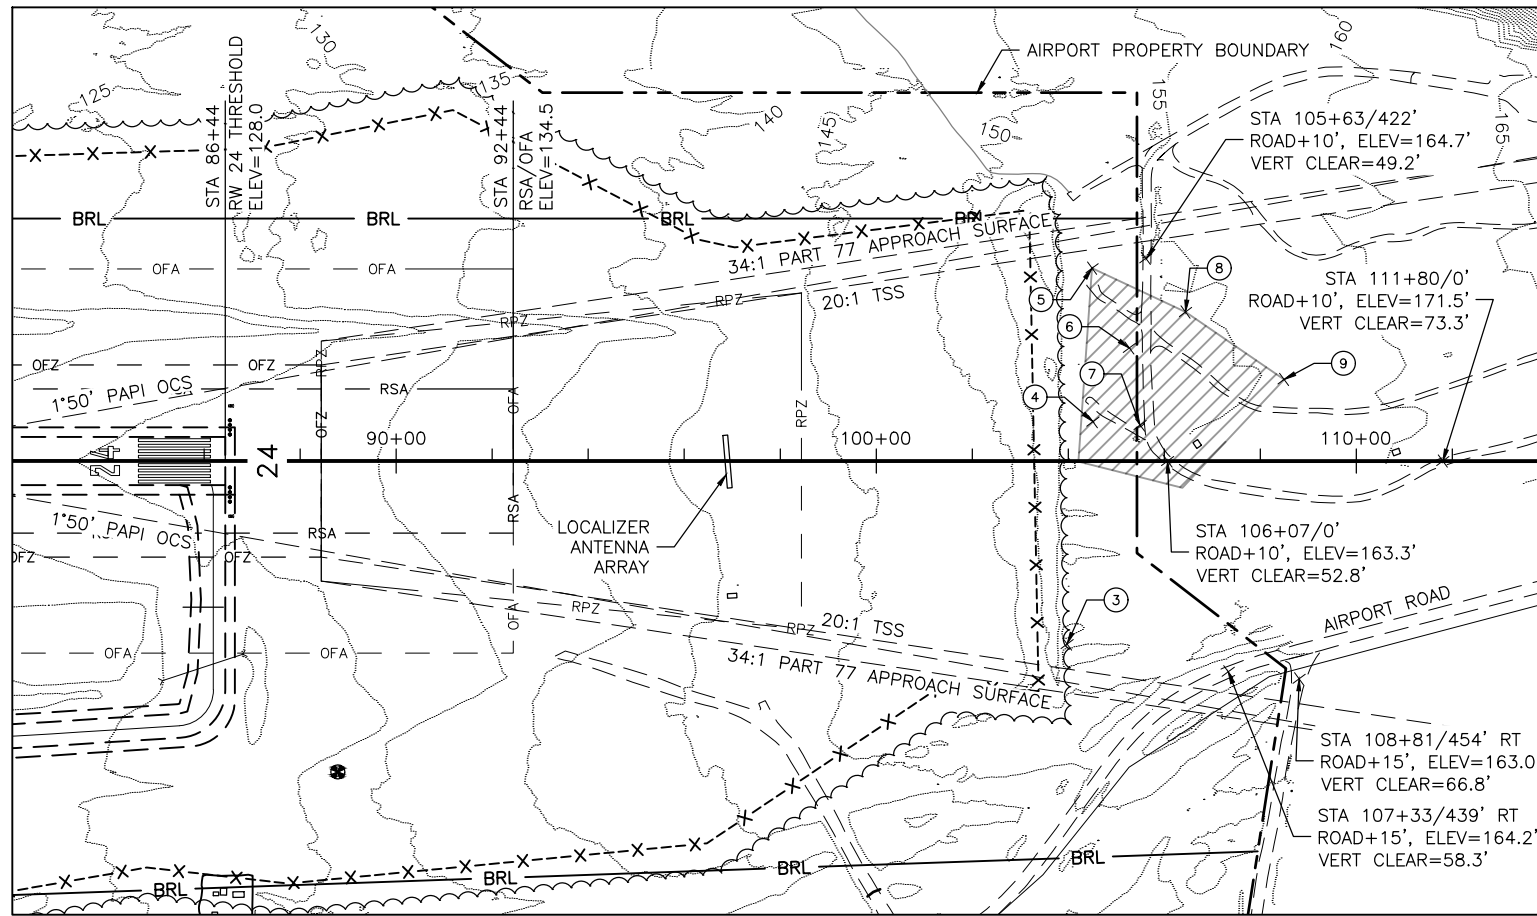 AIRPORT PROPERTY BOUNDARY
130
135
125
140
145
150
155
160
165
STA 86+44
RW 24 THRESHOLD
ELEV=128.0
STA 92+44
RSA/OFA
ELEV=134.5
STA 105+63/422'
ROAD+10', ELEV=164.7'
VERT CLEAR=49.2'
BRL
BRL
BRL
BRL
34:1 PART 77 APPROACH SURFACE
OFA
OFA
RPZ
RPZ
20:1 TSS
5
8
STA 111+80/0'
ROAD+10', ELEV=171.5'
VERT CLEAR=73.3'
6
OFZ
OFZ
RPZ
9
7
1°50' PAPI OCS
RSA
OFA
OFZ
RPZ
4
24
24
90+00
100+00
110+00
1°50' PAPI OCS
RSA
RSA
LOCALIZER
ANTENNA
ARRAY
STA 106+07/0'
ROAD+10', ELEV=163.3'
VERT CLEAR=52.8'
OFZ
OFZ
RPZ
OFA
3
AIRPORT ROAD
RPZ
20:1 TSS
OFA
OFA
34:1 PART 77 APPROACH SURFACE
STA 108+81/454' RT
ROAD+15', ELEV=163.0
VERT CLEAR=66.8'
STA 107+33/439' RT
ROAD+15', ELEV=164.2'
VERT CLEAR=58.3'
BRL
BRL
BRL
BRL